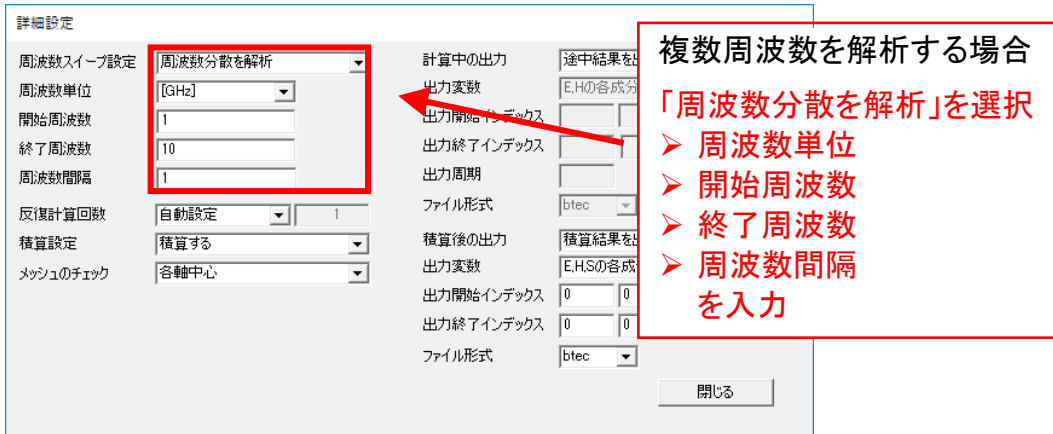 詳細設定
周波数スイープ設定 周波数分散を解析
周波数単位 [GHz]
開始周波数 1
終了周波数 10
周波数間隔 1
反復計算回数 自動設定 1
積算設定 積算する
メッシュのチェック 各軸中心
計算中の出力 途中結果を
出力変数 E,Hの各成分
出力開始インデックス
出力終了インデックス
出力周期
ファイル形式 btec
積算後の出力 積算結果を
出力変数 E,H,Sの各成
出力開始インデックス 0 0
出力終了インデックス 0 0
ファイル形式 btec
閉じる
複数周波数を解析する場合
「周波数分散を解析」を選択
➢ 周波数単位
➢ 開始周波数
➢ 終了周波数
➢ 周波数間隔
を入力